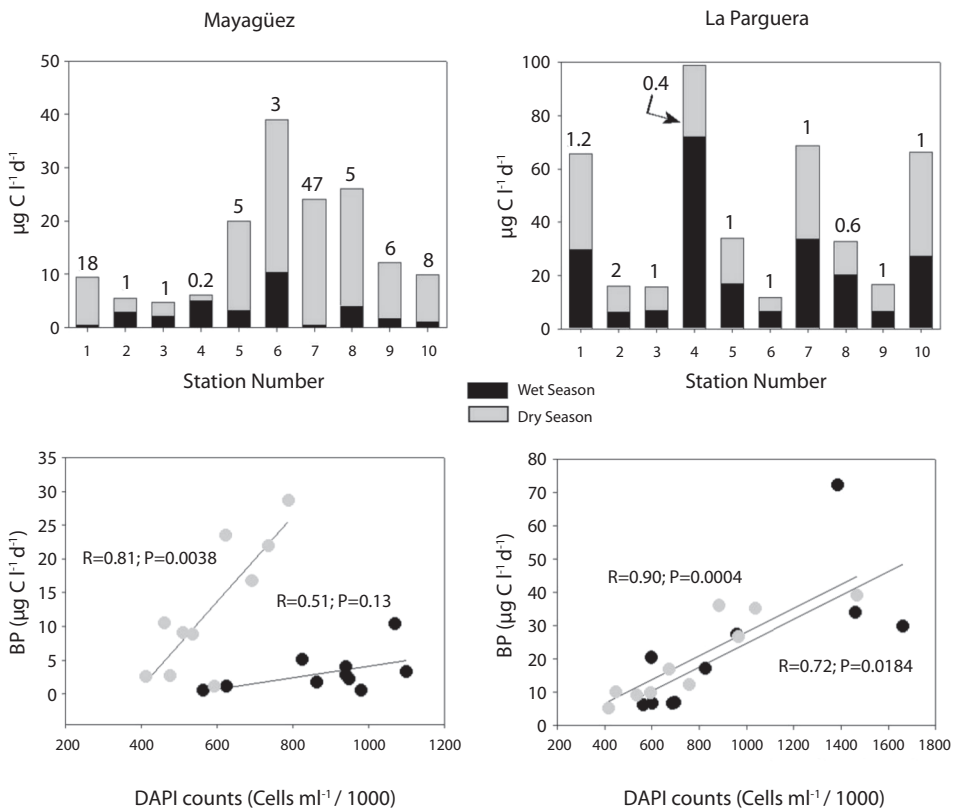 Mayagüez
La Parguera
50
40
30
20
10
0
µg C l⁻¹ d⁻¹
18
1
1
0.2
5
3
47
5
6
8
1 2 3 4 5 6 7 8 9 10
Station Number
100
80
60
40
20
0
µg C l⁻¹ d⁻¹
1.2
2
1
0.4
1
1
1
0.6
1
1
1 2 3 4 5 6 7 8 9 10
Station Number
Wet Season
Dry Season
35
30
25
20
15
10
5
0
BP (µg C l⁻¹ d⁻¹)
R=0.81; P=0.0038
R=0.51; P=0.13
200 400 600 800 1000 1200
DAPI counts (Cells ml⁻¹ / 1000)
80
70
60
50
40
30
20
10
0
BP (µg C l⁻¹ d⁻¹)
R=0.90; P=0.0004
R=0.72; P=0.0184
200 400 600 800 1000 1200 1400 1600 1800
DAPI counts (Cells ml⁻¹ / 1000)